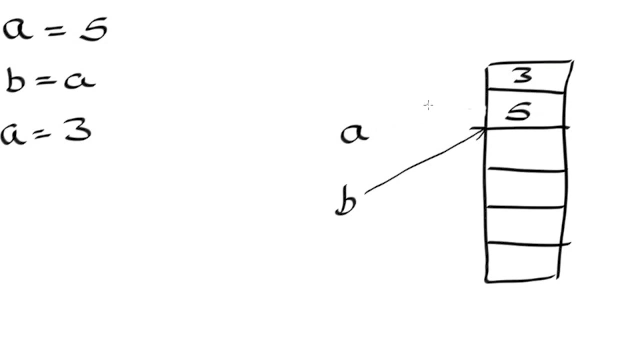 a = 5
b = a
a = 3
3
5
a
b